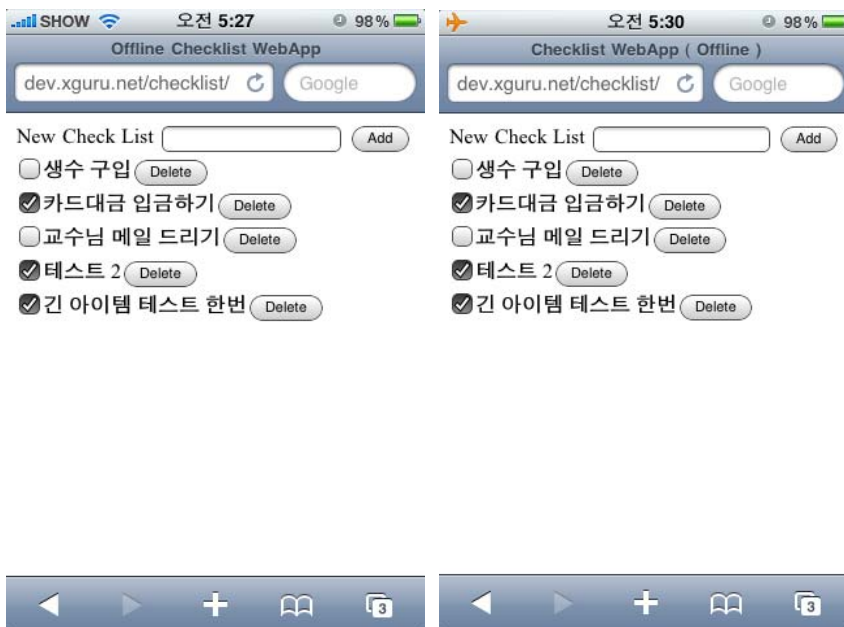 SHOW 오전 5:27 98%
Offline Checklist WebApp
dev.xguru.net/checklist/ Google
New Check List Add
생수 구입 Delete
카드대금 입금하기 Delete
교수님 메일 드리기 Delete
테스트 2 Delete
긴 아이템 테스트 한번 Delete
3
오전 5:30 98%
Checklist WebApp ( Offline )
dev.xguru.net/checklist/ Google
New Check List Add
생수 구입 Delete
카드대금 입금하기 Delete
교수님 메일 드리기 Delete
테스트 2 Delete
긴 아이템 테스트 한번 Delete
3